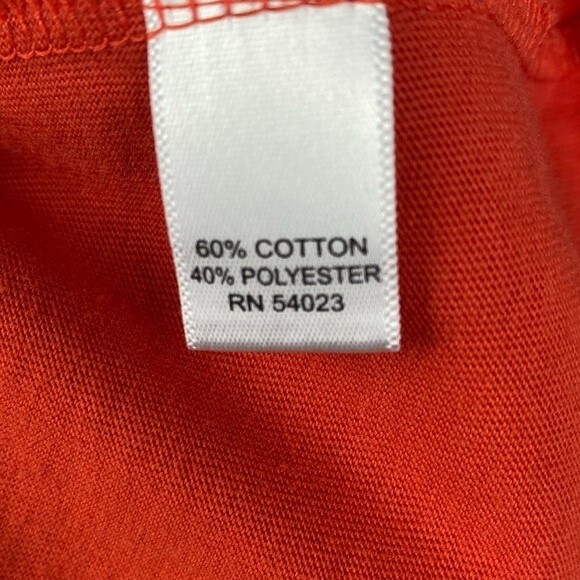 60% COTTON
40% POLYESTER
RN 54023